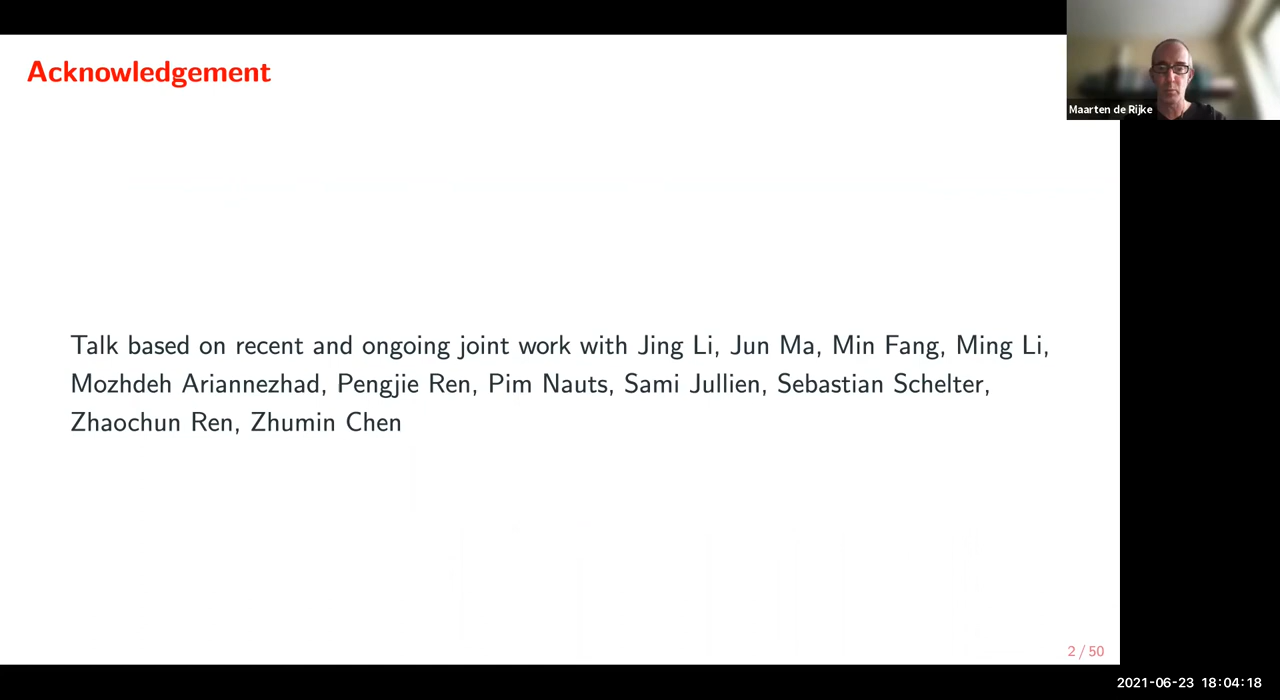 Acknowledgement
Maarten de Rijke
Talk based on recent and ongoing joint work with Jing Li, Jun Ma, Min Fang, Ming Li,
Mozhdeh Ariannezhad, Pengjie Ren, Pim Nauts, Sami Jullien, Sebastian Schelter,
Zhaochun Ren, Zhumin Chen
2 / 50
2021-06-23 18:04:18